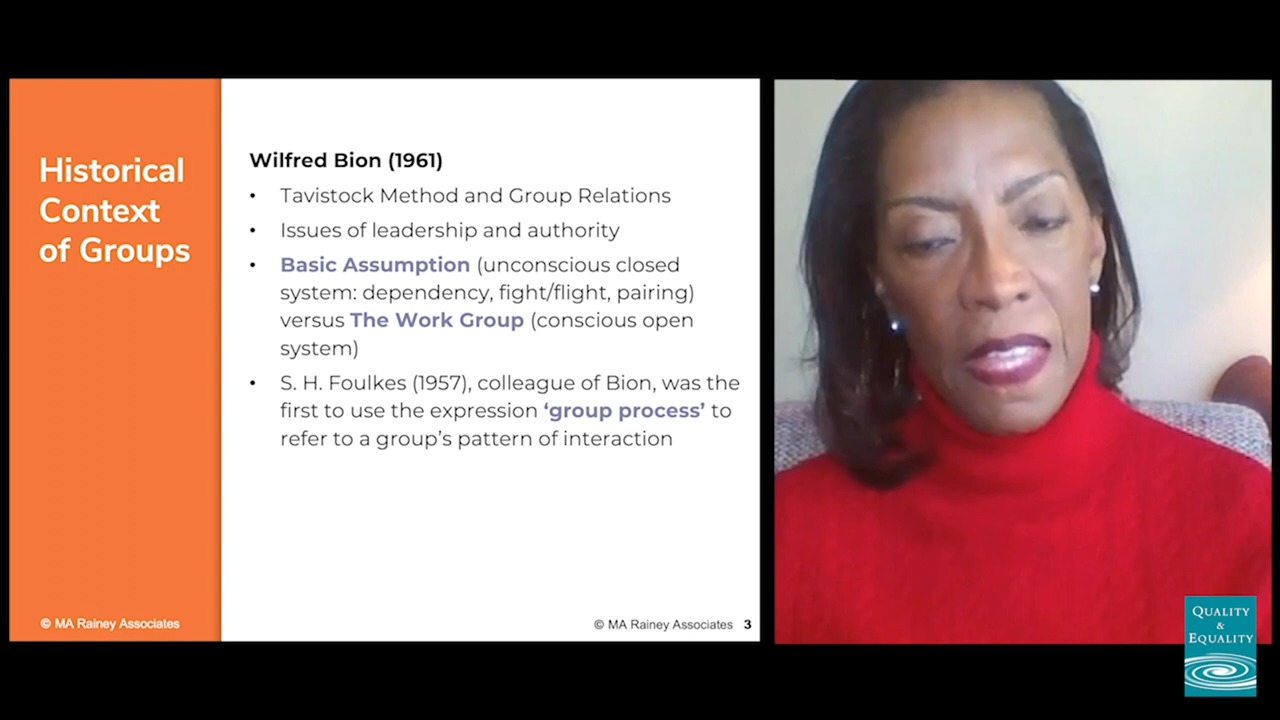 Historical
Context
of Groups
Wilfred Bion (1961)
• Tavistock Method and Group Relations
• Issues of leadership and authority
• Basic Assumption (unconscious closed
system: dependency, fight/flight, pairing)
versus The Work Group (conscious open
system)
• S. H. Foulkes (1957), colleague of Bion, was the
first to use the expression ‘group process’ to
refer to a group’s pattern of interaction
© MA Rainey Associates
© MA Rainey Associates 3
QUALITY
&
EQUALITY